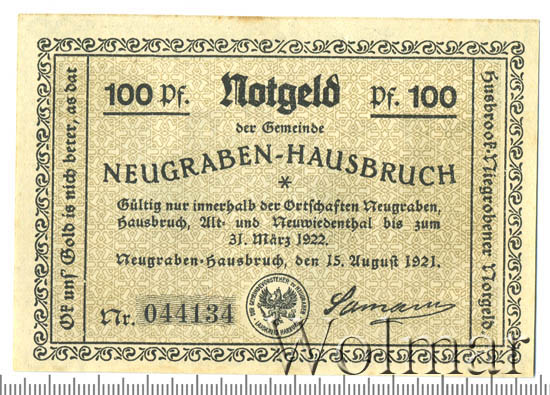 100 Pf. Notgeld Pf. 100
der Gemeinde
NEUGRABEN-HAUSBRUCH
*
Gültig nur innerhalb der Ortschaften Neugraben,
Hausbruch, Alt- und Neuwiedenthal bis zum
31. März 1922.
Neugraben-Hausbruch, den 15. August 1921.
Nr. 044134
Ok uns' Gold is nich beter, as dat
Husbrook-Niegrobener Notgeld
Wolmar